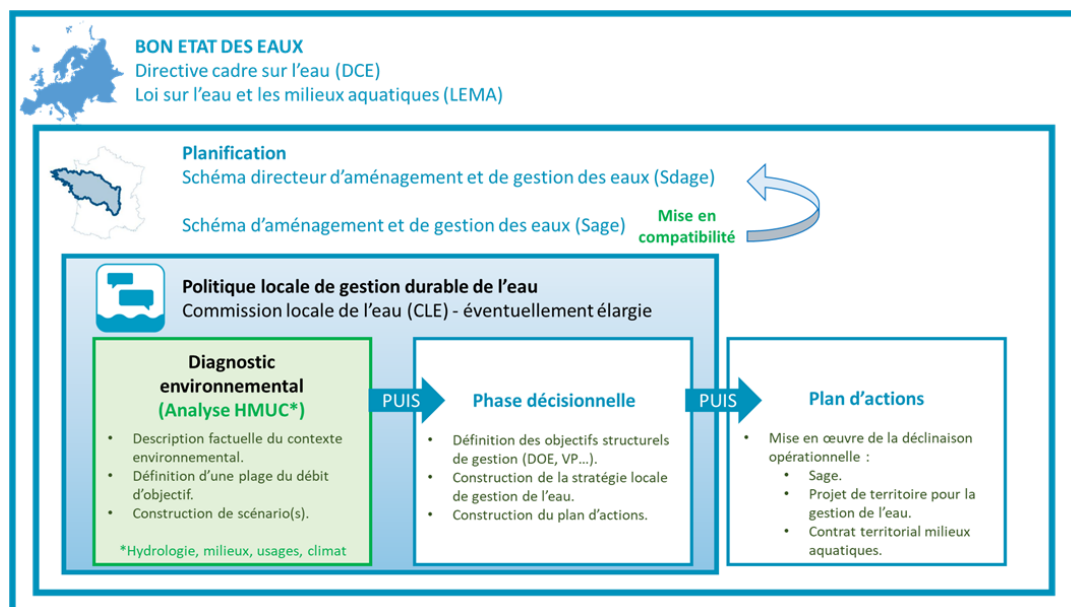 BON ETAT DES EAUX
Directive cadre sur l’eau (DCE)
Loi sur l’eau et les milieux aquatiques (LEMA)
Planification
Schéma directeur d’aménagement et de gestion des eaux (Sdage)
Schéma d’aménagement et de gestion des eaux (Sage)
Mise en
compatibilité
Politique locale de gestion durable de l’eau
Commission locale de l’eau (CLE) - éventuellement élargie
Diagnostic
environnemental
(Analyse HMUC*)
• Description factuelle du contexte
environnemental.
• Définition d’une plage du débit
d’objectif.
• Construction de scénario(s).
*Hydrologie, milieux, usages, climat
PUIS
Phase décisionnelle
• Définition des objectifs structurels
de gestion (DOE, VP…).
• Construction de la stratégie locale
de gestion de l’eau.
• Construction du plan d’actions.
PUIS
Plan d’actions
• Mise en œuvre de la déclinaison
opérationnelle :
• Sage.
• Projet de territoire pour la
gestion de l’eau.
• Contrat territorial milieux
aquatiques.